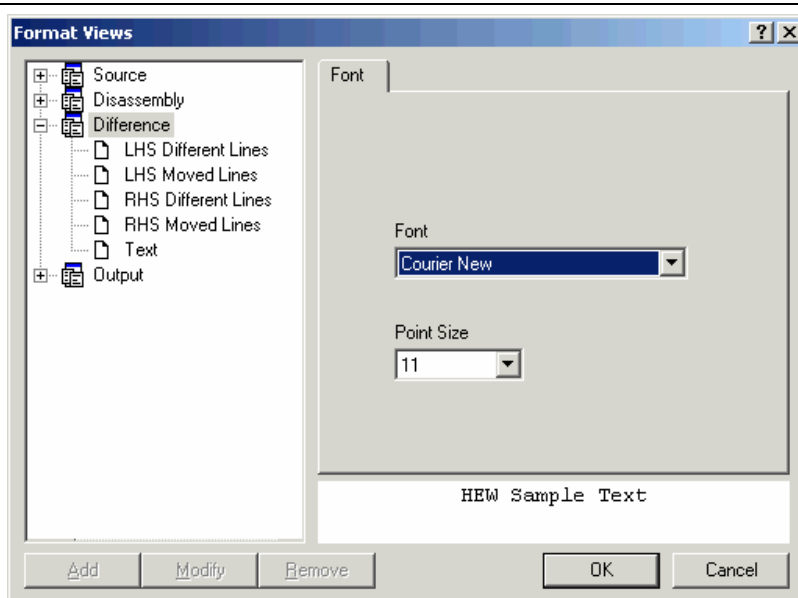 Format Views
Source
Disassembly
Difference
LHS Different Lines
LHS Moved Lines
RHS Different Lines
RHS Moved Lines
Text
Output
Font
Font
Courier New
Point Size
11
HEW Sample Text
Add
Modify
Remove
OK
Cancel